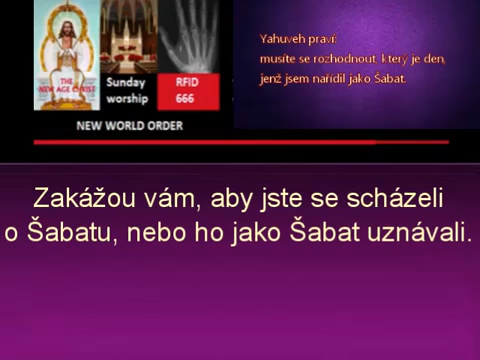 THE
NEW AGE CHRIST
Sunday
worship
RFID
666
NEW WORLD ORDER
Yahuveh praví:
musíte se rozhodnout, který je den,
jenž jsem nařídil jako Šabat.
Zakážou vám, aby jste se scházeli
o Šabatu, nebo ho jako Šabat uznávali.